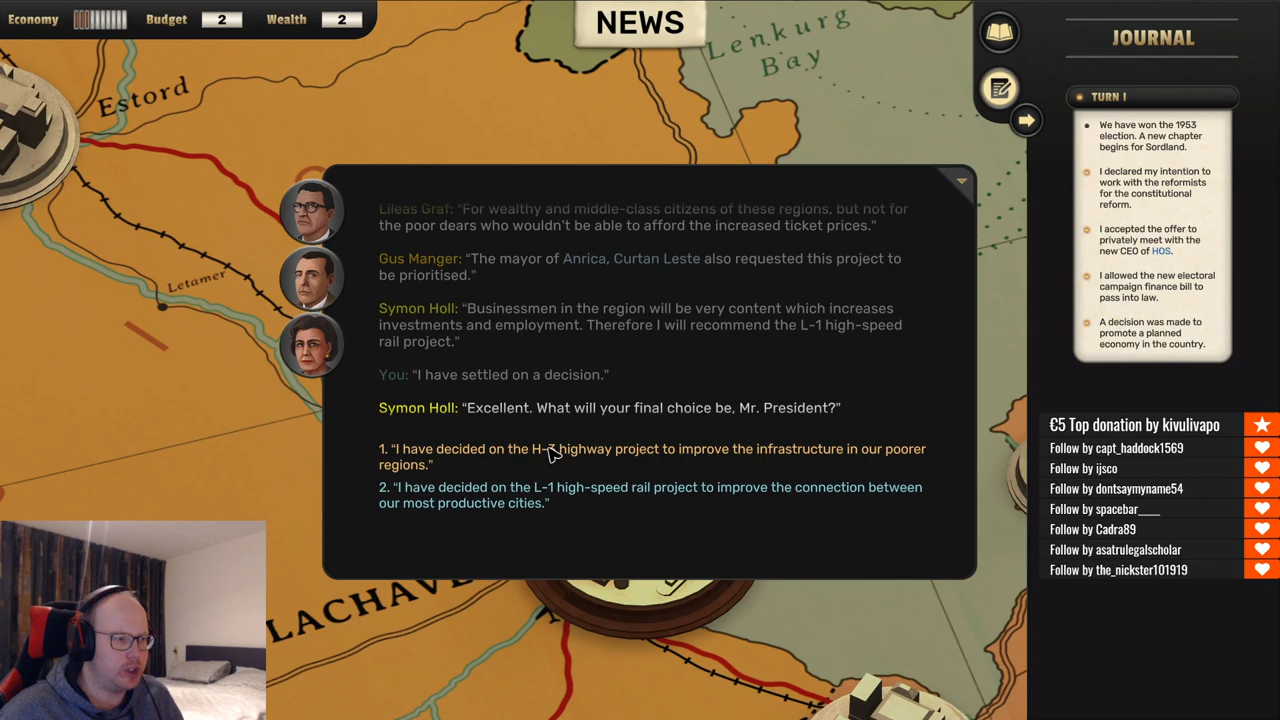 Economy
Budget 2
Wealth 2
NEWS
Lenkurg
Bay
Estord
Letamer
LACHAVE
Lileas Graf: “For wealthy and middle-class citizens of these regions, but not for
the poor dears who wouldn't be able to afford the increased ticket prices.”
Gus Manger: “The mayor of Anrica, Curtan Leste also requested this project to
be prioritised.”
Symon Holl: “Businessmen in the region will be very content which increases
investments and employment. Therefore I will recommend the L-1 high-speed
rail project.”
You: “I have settled on a decision.”
Symon Holl: “Excellent. What will your final choice be, Mr. President?”
1. “I have decided on the H-3 highway project to improve the infrastructure in our poorer
regions.”
2. “I have decided on the L-1 high-speed rail project to improve the connection between
our most productive cities.”
JOURNAL
TURN I
We have won the 1953
election. A new chapter
begins for Sordland.
I declared my intention to
work with the reformists
for the constitutional
reform.
I accepted the offer to
privately meet with the
new CEO of HOS.
I allowed the new electoral
campaign finance bill to
pass into law.
A decision was made to
promote a planned
economy in the country.
€5 Top donation by kivulivapo
Follow by capt_haddock1569
Follow by ijsco
Follow by dontsaymyname54
Follow by spacebar____
Follow by Cadra89
Follow by asatrulegalscholar
Follow by the_nickster101919